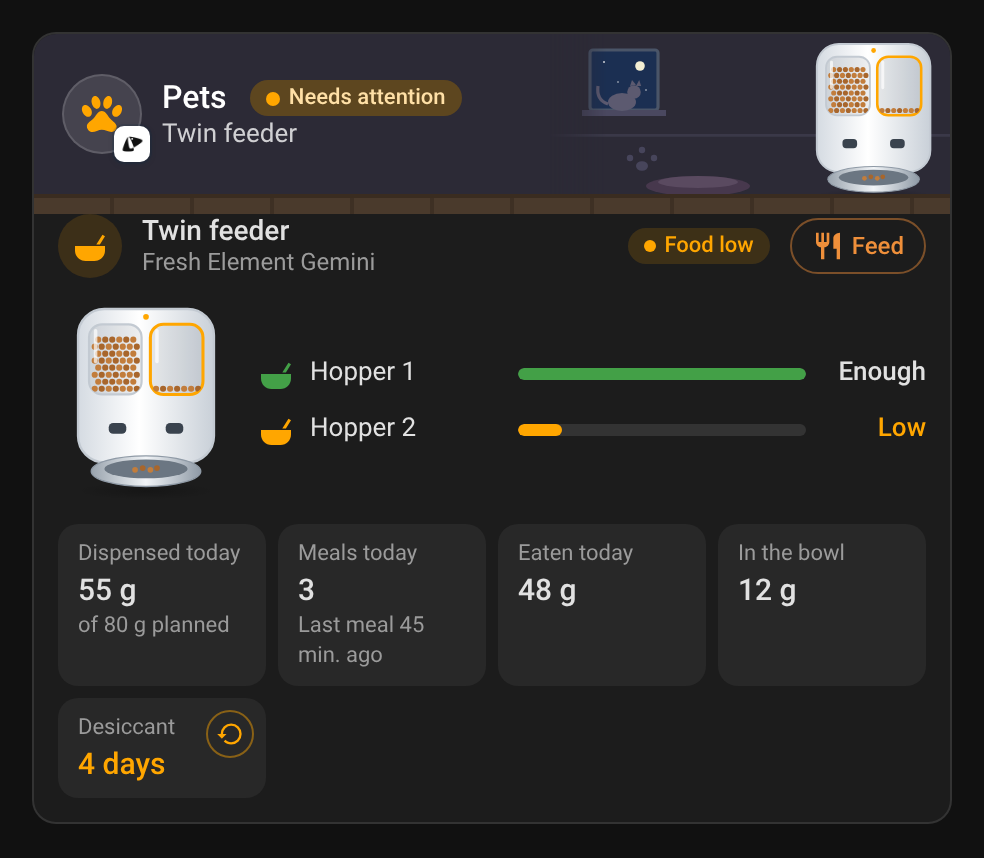 Pets
Needs attention
Twin feeder
Twin feeder
Fresh Element Gemini
Food low
Feed
Hopper 1
Enough
Hopper 2
Low
Dispensed today
55 g
of 80 g planned
Meals today
3
Last meal 45
min. ago
Eaten today
48 g
In the bowl
12 g
Desiccant
4 days